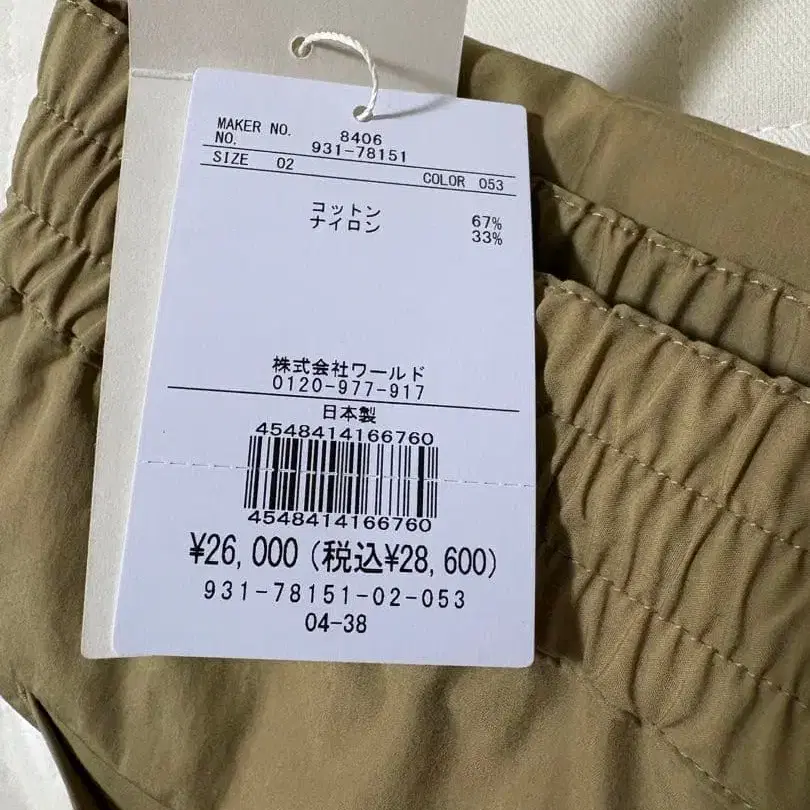 MAKER NO. 8406
NO. 931-78151
SIZE 02 COLOR 053
コットン 67%
ナイロン 33%
株式会社ワールド
0120-977-917
日本製
4548414166760
4548414166760
¥26,000 (税込¥28,600)
931-78151-02-053
04-38